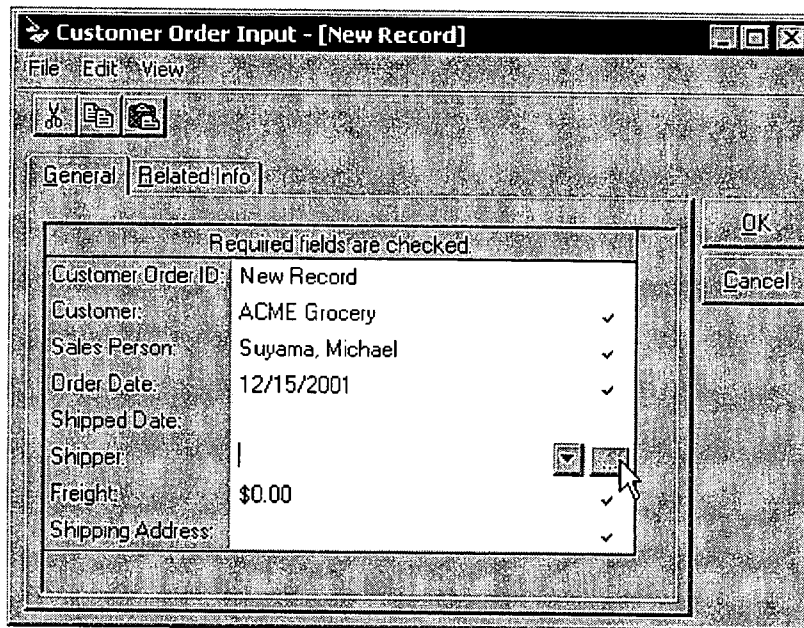 Customer Order Input - [New Record]
File Edit View
General Related Info
Required fields are checked.
Customer Order ID: New Record
Customer: ACME Grocery
Sales Person: Suyama, Michael
Order Date: 12/15/2001
Shipped Date:
Shipper: ...
Freight: $0.00
Shipping Address:
OK
Cancel